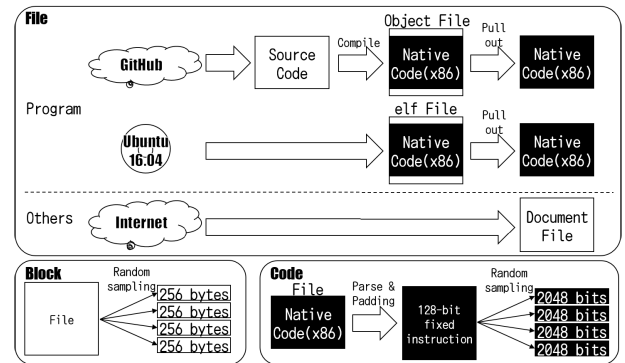 File
GitHub
Source
Code
Compile
Object File
Native
Code(x86)
Pull
out
Native
Code(x86)
Program
Ubuntu
16.04
elf File
Native
Code(x86)
Pull
out
Native
Code(x86)
Others
Internet
Document
File
Block
Random
sampling
File
256 bytes
256 bytes
256 bytes
256 bytes
Code
File
Native
Code(x86)
Parse &
Padding
128-bit
fixed
instruction
Random
sampling
2048 bits
2048 bits
2048 bits
2048 bits